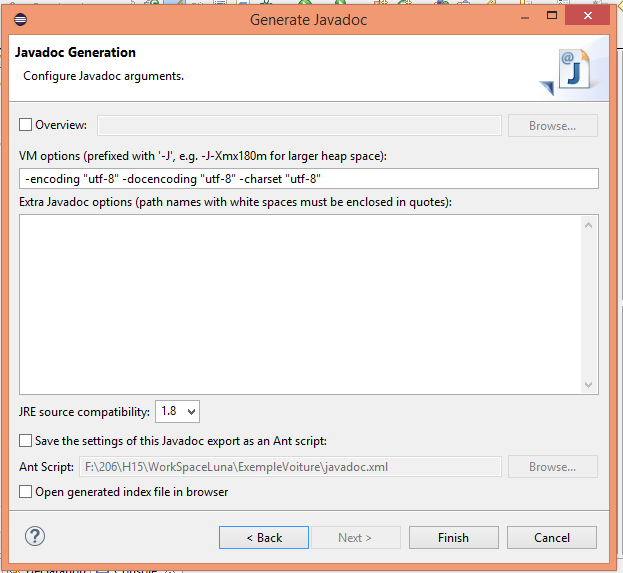 Generate Javadoc
Javadoc Generation
Configure Javadoc arguments.
@
J
Overview:
Browse...
VM options (prefixed with '-J', e.g. -J-Xmx180m for larger heap space):
-encoding "utf-8" -docencoding "utf-8" -charset "utf-8"
Extra Javadoc options (path names with white spaces must be enclosed in quotes):
JRE source compatibility: 1.8
Save the settings of this Javadoc export as an Ant script:
Ant Script: F:\206\H15\WorkSpaceLuna\ExempleVoiture\javadoc.xml Browse...
Open generated index file in browser
? < Back Next > Finish Cancel